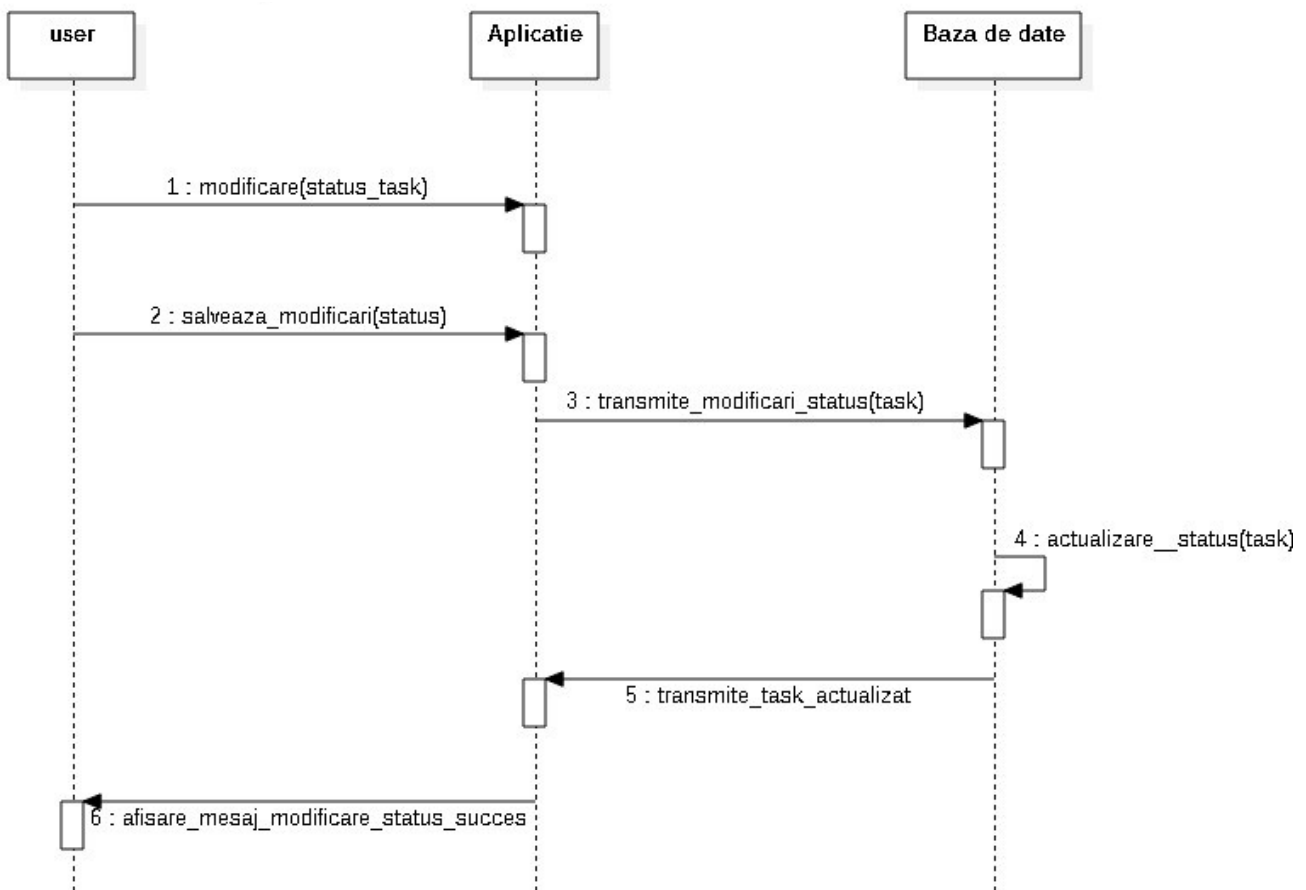 user
Aplicatie
Baza de date
1 : modificare(status_task)
2 : salveaza_modificari(status)
3 : transmite_modificari_status(task)
4 : actualizare__status(task)
5 : transmite_task_actualizat
6 : afisare_mesaj_modificare_status_succes